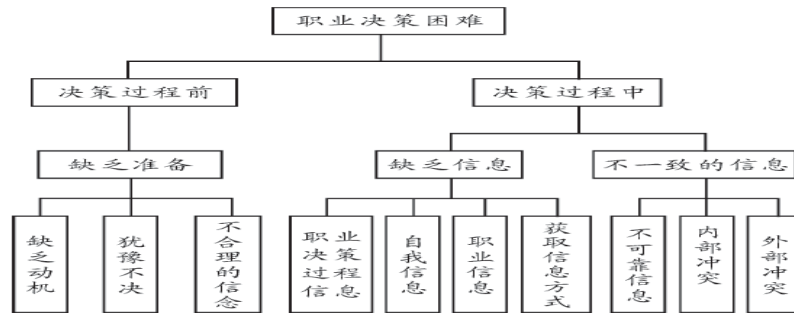 职业决策困难
决策过程前
决策过程中
缺乏准备
缺乏信息
不一致的信息
缺乏动机
犹豫不决
不合理的信念
职业
决策
过程
信息
自我信息
职业信息
获取信息方式
不可靠信息
内部冲突
外部冲突